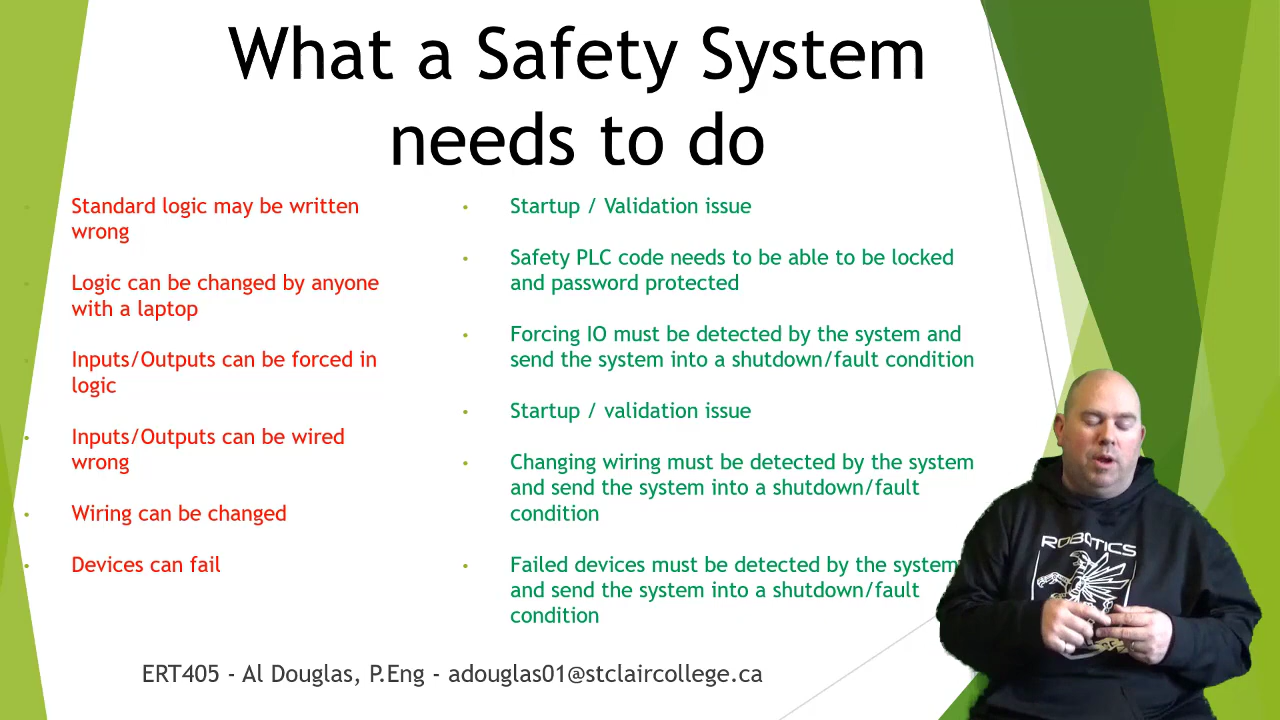 What a Safety System
needs to do
Standard logic may be written
wrong
Logic can be changed by anyone
with a laptop
Inputs/Outputs can be forced in
logic
Inputs/Outputs can be wired
wrong
Wiring can be changed
Devices can fail
Startup / Validation issue
Safety PLC code needs to be able to be locked
and password protected
Forcing IO must be detected by the system and
send the system into a shutdown/fault condition
Startup / validation issue
Changing wiring must be detected by the system
and send the system into a shutdown/fault
condition
Failed devices must be detected by the system
and send the system into a shutdown/fault
condition
ROBOTICS
ERT405 - Al Douglas, P.Eng - adouglas01@stclaircollege.ca